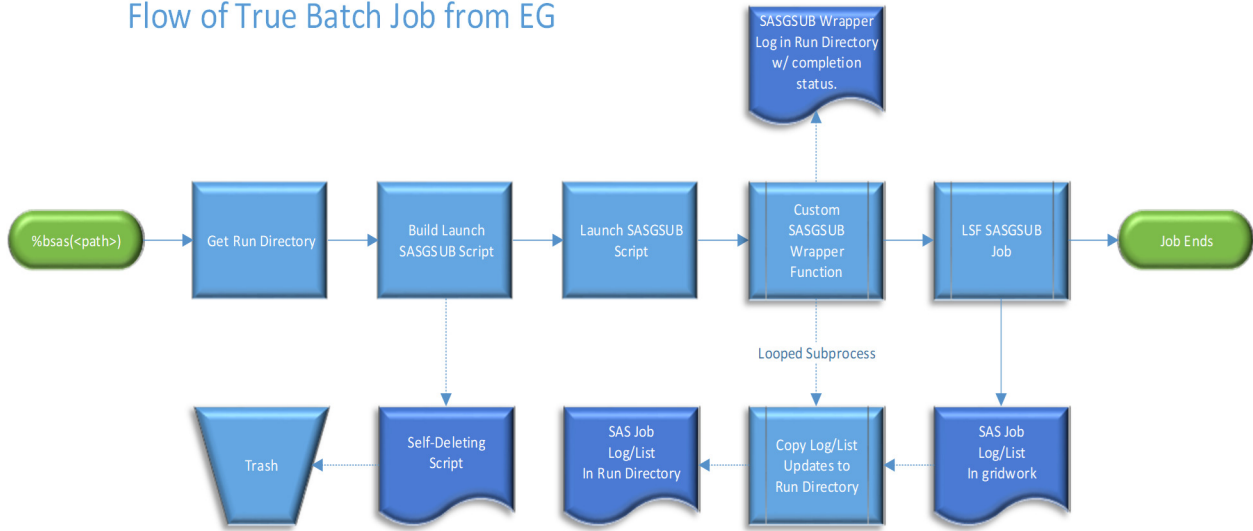 Flow of True Batch Job from EG
SASGSUB Wrapper
Log in Run Directory
w/ completion
status.
%bsas(<path>)
Get Run Directory
Build Launch
SASGSUB Script
Launch SASGSUB
Script
Custom
SASGSUB
Wrapper
Function
LSF SASGSUB
Job
Job Ends
Looped Subprocess
Trash
Self-Deleting
Script
SAS Job
Log/List
In Run Directory
Copy Log/List
Updates to
Run Directory
SAS Job
Log/List
In gridwork